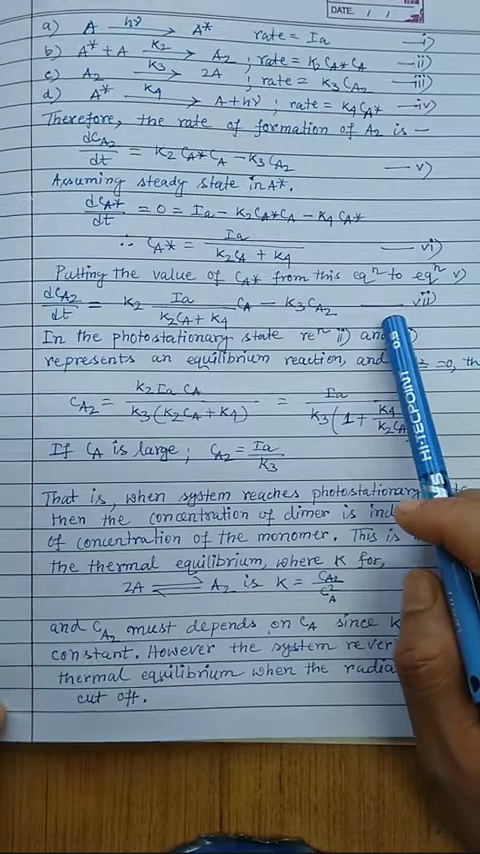 DATE / /
a) A —hν→ A* rate = Ia —i)
b) A* + A —K2→ A2 ; rate = K2 CA* CA —ii)
c) A2 —K3→ 2A ; rate = K3 CA2 —iii)
d) A* —K4→ A + hν ; rate = K4 CA* —iv)
Therefore, the rate of formation of A2 is —
dCA2/dt = K2 CA* CA - K3 CA2 —v)
Assuming steady state in A*.
dCA*/dt = 0 = Ia - K2 CA* CA - K4 CA*
∴ CA* = Ia / (K2 CA + K4) —vi)
Putting the value of CA* from this eqn to eqn v)
dCA2/dt = K2 Ia / (K2 CA + K4) CA - K3 CA2 —vii)
In the photostationary state ren ii) and
represents an equilibrium reaction, and = 0, th
CA2 = K2 Ia CA / K3 (K2 CA + K4) = Ia / K3 (1 + K4 / K2 CA
If CA is large; CA2 = Ia / K3
That is, when system reaches photostationary
then the concentration of dimer is ind
of concentration of the monomer. This is
the thermal equilibrium, where K for,
2A ⇌ A2 is K = CA2 / C²A
and CA2 must depends on CA since K
constant. However the system rever
thermal equilibrium when the radia
cut off.
HI-TECPOINT 05